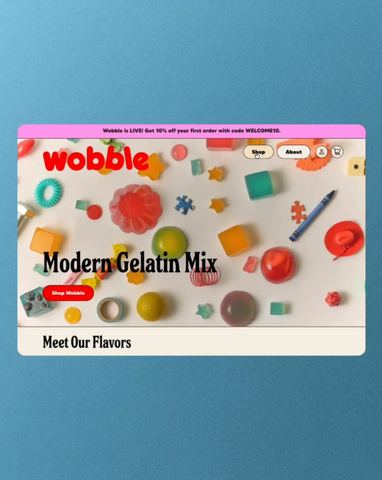 Wobble is LIVE! Get 10% off your first order with code WELCOME10.
wobble
Shop
About
Modern Gelatin Mix
Shop Wobble
Meet Our Flavors